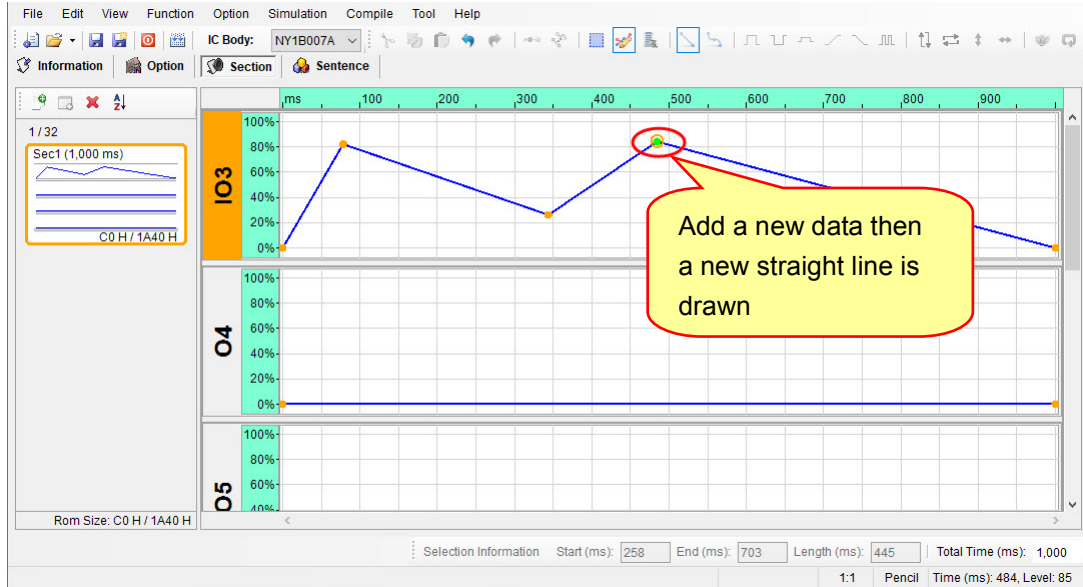 File Edit View Function Option Simulation Compile Tool Help
IC Body: NY1B007A
Information Option Section Sentence
1 / 32
Sec1 (1,000 ms)
C0 H / 1A40 H
Rom Size: C0 H / 1A40 H
ms 100 200 300 400 500 600 700 800 900
IO3
100%
80%
60%
40%
20%
0%
Add a new data then
a new straight line is
drawn
O4
100%
80%
60%
40%
20%
0%
O5
100%
80%
60%
40%
Selection Information Start (ms): 258 End (ms): 703 Length (ms): 445 Total Time (ms): 1,000
1:1 Pencil Time (ms): 484, Level: 85